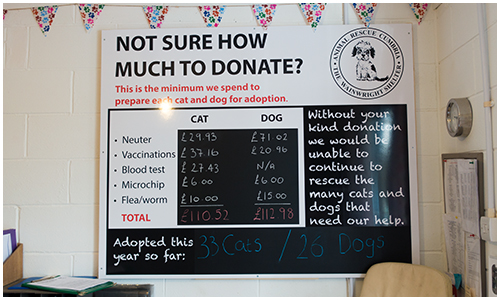 NOT SURE HOW
MUCH TO DONATE?
This is the minimum we spend to
prepare each cat and dog for adoption.
ANIMAL RESCUE CUMBRIA
THE WAINWRIGHT SHELTER
CAT DOG
• Neuter £29.93 £71.02
• Vaccinations £37.16 £20.96
• Blood test £27.43 N/A
• Microchip £6.00 £6.00
• Flea/worm £10.00 £15.00
TOTAL £110.52 £112.98
Without your
kind donation
we would be
unable to
continue to
rescue the
many cats and
dogs that
need our help.
Adopted this
year so far: 33 Cats / 26 Dogs